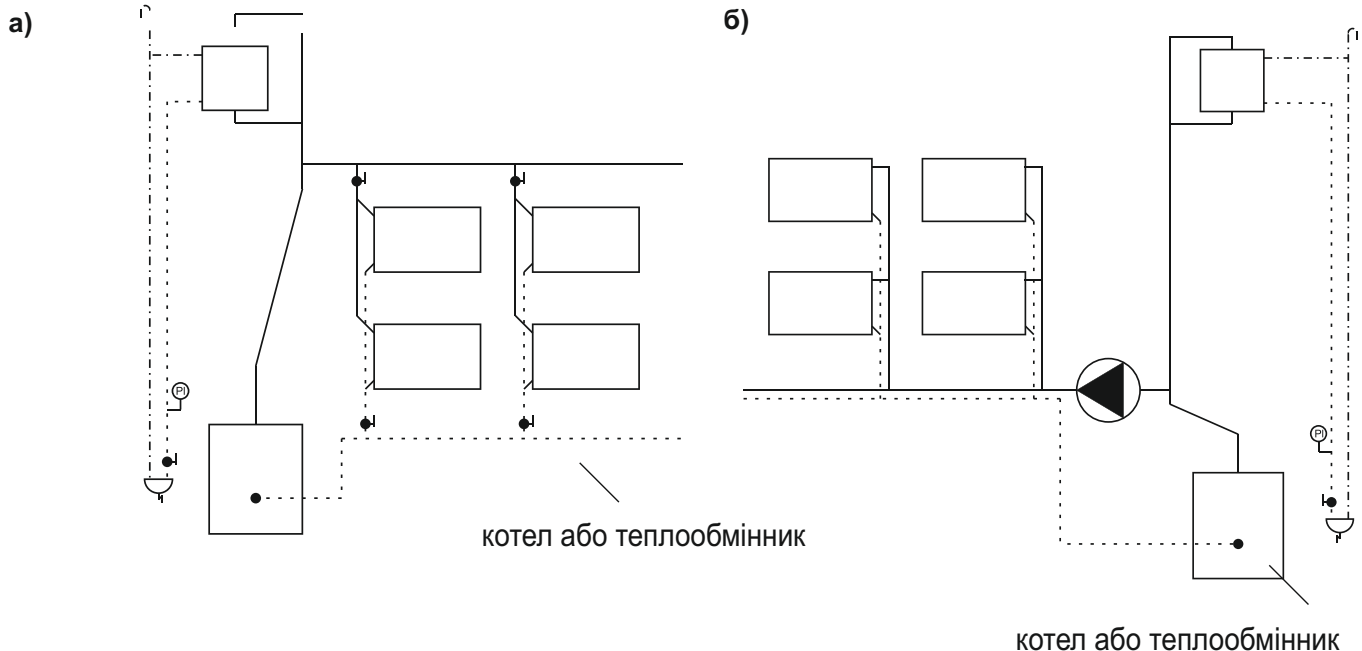 а)
б)
PI
PI
котел або теплообмінник
котел або теплообмінник